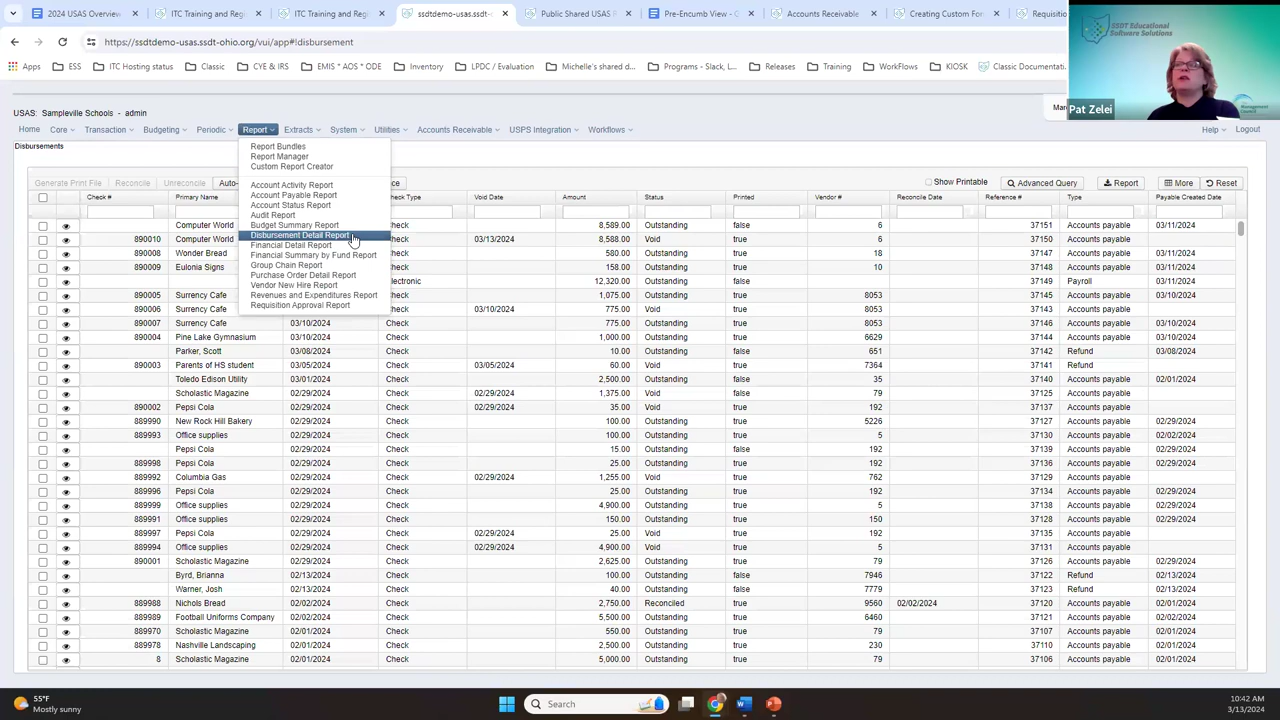 2024 USAS Overview
ITC Training and Reg
ITC Training and Reg
ssdtdemo-usas.ssdt-
Public Shared USAS R
Pre-Encumb View -
Accounts Receivable
Creating Custom For
Requisition
https://ssdtdemo-usas.ssdt-ohio.org/vui/app#!disbursement
Apps ESS ITC Hosting status Classic CYE & IRS EMIS * AOS * ODE Inventory LPDC / Evaluation Michelle's shared d... Programs - Slack, L... Releases Training WorkFlows KIOSK Classic Documentati...
SSDT Educational
Software Solutions
Management
Council
Pat Zelei
USAS: Sampleville Schools - admin
Home Core Transaction Budgeting Periodic Report Extracts System Utilities Accounts Receivable USPS Integration Workflows Help Logout
Disbursements
Report Bundles
Report Manager
Custom Report Creator
Account Activity Report
Account Payable Report
Account Status Report
Audit Report
Budget Summary Report
Disbursement Detail Report
Financial Detail Report
Financial Summary by Fund Report
Group Chain Report
Purchase Order Detail Report
Vendor New Hire Report
Revenues and Expenditures Report
Requisition Approval Report
Generate Print File Reconcile Unreconcile Auto- Show Printable Advanced Query Report More Reset
Check # Primary Name Check Type Void Date Amount Status Printed Vendor # Reconcile Date Reference # Type Payable Created Date
Computer World Check 8,589.00 Outstanding false 6 37151 Accounts payable 03/11/2024
890010 Computer World Check 03/13/2024 8,588.00 Void true 6 37150 Accounts payable
890008 Wonder Bread Check 580.00 Outstanding true 18 37147 Accounts payable 03/11/2024
890009 Eulonia Signs Check 158.00 Outstanding true 10 37148 Accounts payable 03/11/2024
Electronic 12,320.00 Outstanding false 37149 Payroll
890005 Surrency Cafe Check 1,075.00 Outstanding true 8053 37145 Accounts payable 03/10/2024
Surrency Cafe Check 03/10/2024 775.00 Void true 8053 37143 Accounts payable
890007 Surrency Cafe 03/10/2024 Check 775.00 Outstanding true 8053 37146 Accounts payable 03/10/2024
890004 Pine Lake Gymnasium 03/10/2024 Check 1,000.00 Outstanding true 6629 37144 Accounts payable 03/10/2024
Parker, Scott 03/08/2024 Check 10.00 Outstanding false 651 37142 Refund 03/08/2024
890003 Parents of HS student 03/05/2024 Check 03/05/2024 60.00 Void true 7364 37141 Refund
Toledo Edison Utility 03/01/2024 Check 2,500.00 Outstanding false 35 37140 Accounts payable 02/01/2024
Scholastic Magazine 02/29/2024 Check 02/29/2024 1,375.00 Void false 79 37125 Accounts payable
890002 Pepsi Cola 02/29/2024 Check 02/29/2024 35.00 Void true 192 37137 Accounts payable
889990 New Rock Hill Bakery 02/29/2024 Check 100.00 Outstanding true 5226 37127 Accounts payable 02/01/2024
889993 Office supplies 02/29/2024 Check 100.00 Outstanding true 5 37130 Accounts payable 02/02/2024
Pepsi Cola 02/29/2024 Check 15.00 Outstanding false 192 37139 Accounts payable 02/29/2024
889998 Pepsi Cola 02/29/2024 Check 25.00 Outstanding true 192 37136 Accounts payable 02/29/2024
889992 Columbia Gas 02/29/2024 Check 02/29/2024 1,255.00 Void true 762 37129 Accounts payable
889996 Pepsi Cola 02/29/2024 Check 25.00 Outstanding true 192 37134 Accounts payable 02/29/2024
889999 Office supplies 02/29/2024 Check 4,900.00 Outstanding true 5 37138 Accounts payable 02/29/2024
889991 Office supplies 02/29/2024 Check 150.00 Outstanding true 150 37128 Accounts payable 02/29/2024
889997 Pepsi Cola 02/29/2024 Check 02/29/2024 25.00 Void true 192 37135 Accounts payable
889994 Office supplies 02/29/2024 Check 02/29/2024 4,900.00 Void true 5 37131 Accounts payable
890001 Scholastic Magazine 02/29/2024 Check 2,625.00 Outstanding true 79 37126 Accounts payable 02/29/2024
Byrd, Brianna 02/13/2024 Check 10.00 Outstanding false 7946 37122 Refund 02/13/2024
Warner, Josh 02/13/2024 Check 40.00 Outstanding false 7779 37123 Refund 02/13/2024
889988 Nichols Bread 02/02/2024 Check 2,750.00 Reconciled true 9560 02/02/2024 37120 Accounts payable 02/01/2024
889989 Football Uniforms Company 02/02/2024 Check 5,500.00 Outstanding true 6460 37121 Accounts payable 02/01/2024
889970 Scholastic Magazine 02/01/2024 Check 550.00 Outstanding true 79 37107 Accounts payable 02/01/2024
889978 Nashville Landscaping 02/01/2024 Check 2,500.00 Outstanding true 230 37110 Accounts payable 02/01/2024
8 Scholastic Magazine 02/01/2024 Check 5,000.00 Outstanding true 79 37106 Accounts payable 02/01/2024
55°F
Mostly sunny
Search
10:42 AM
3/13/2024